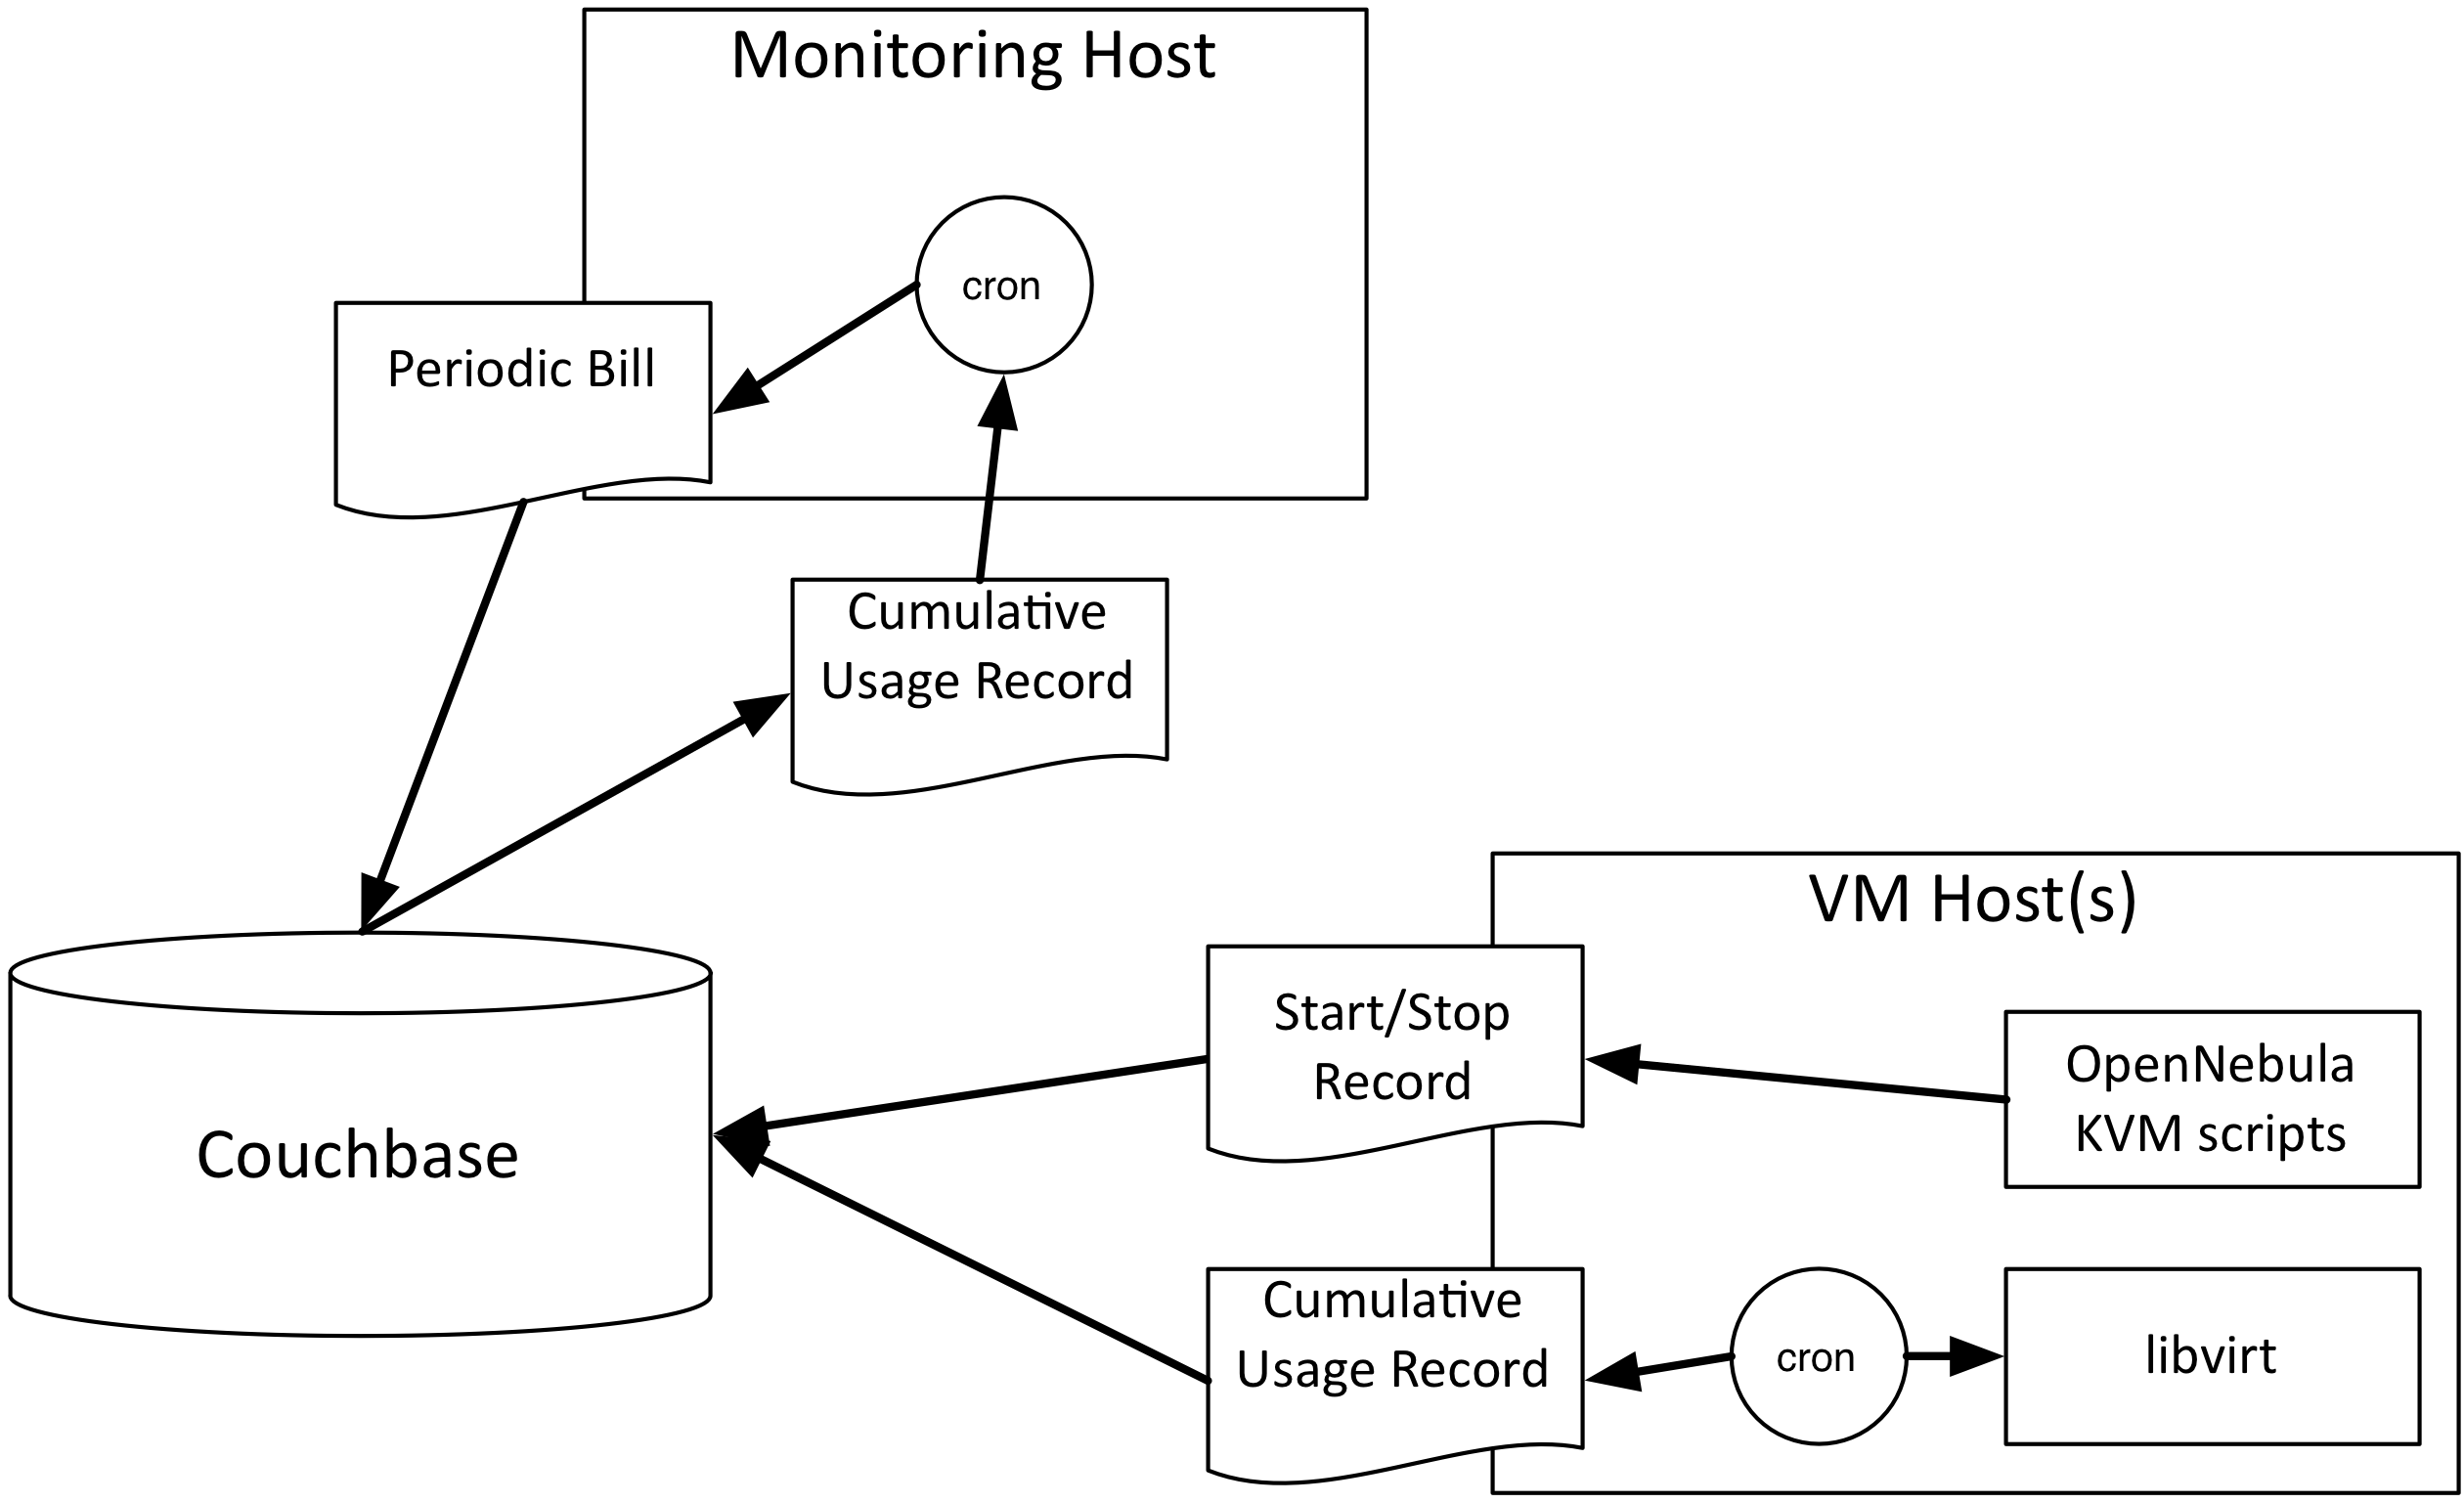 Monitoring Host
cron
Periodic Bill
Cumulative
Usage Record
VM Host(s)
Start/Stop
Record
OpenNebula
KVM scripts
Couchbase
Cumulative
Usage Record
cron
libvirt